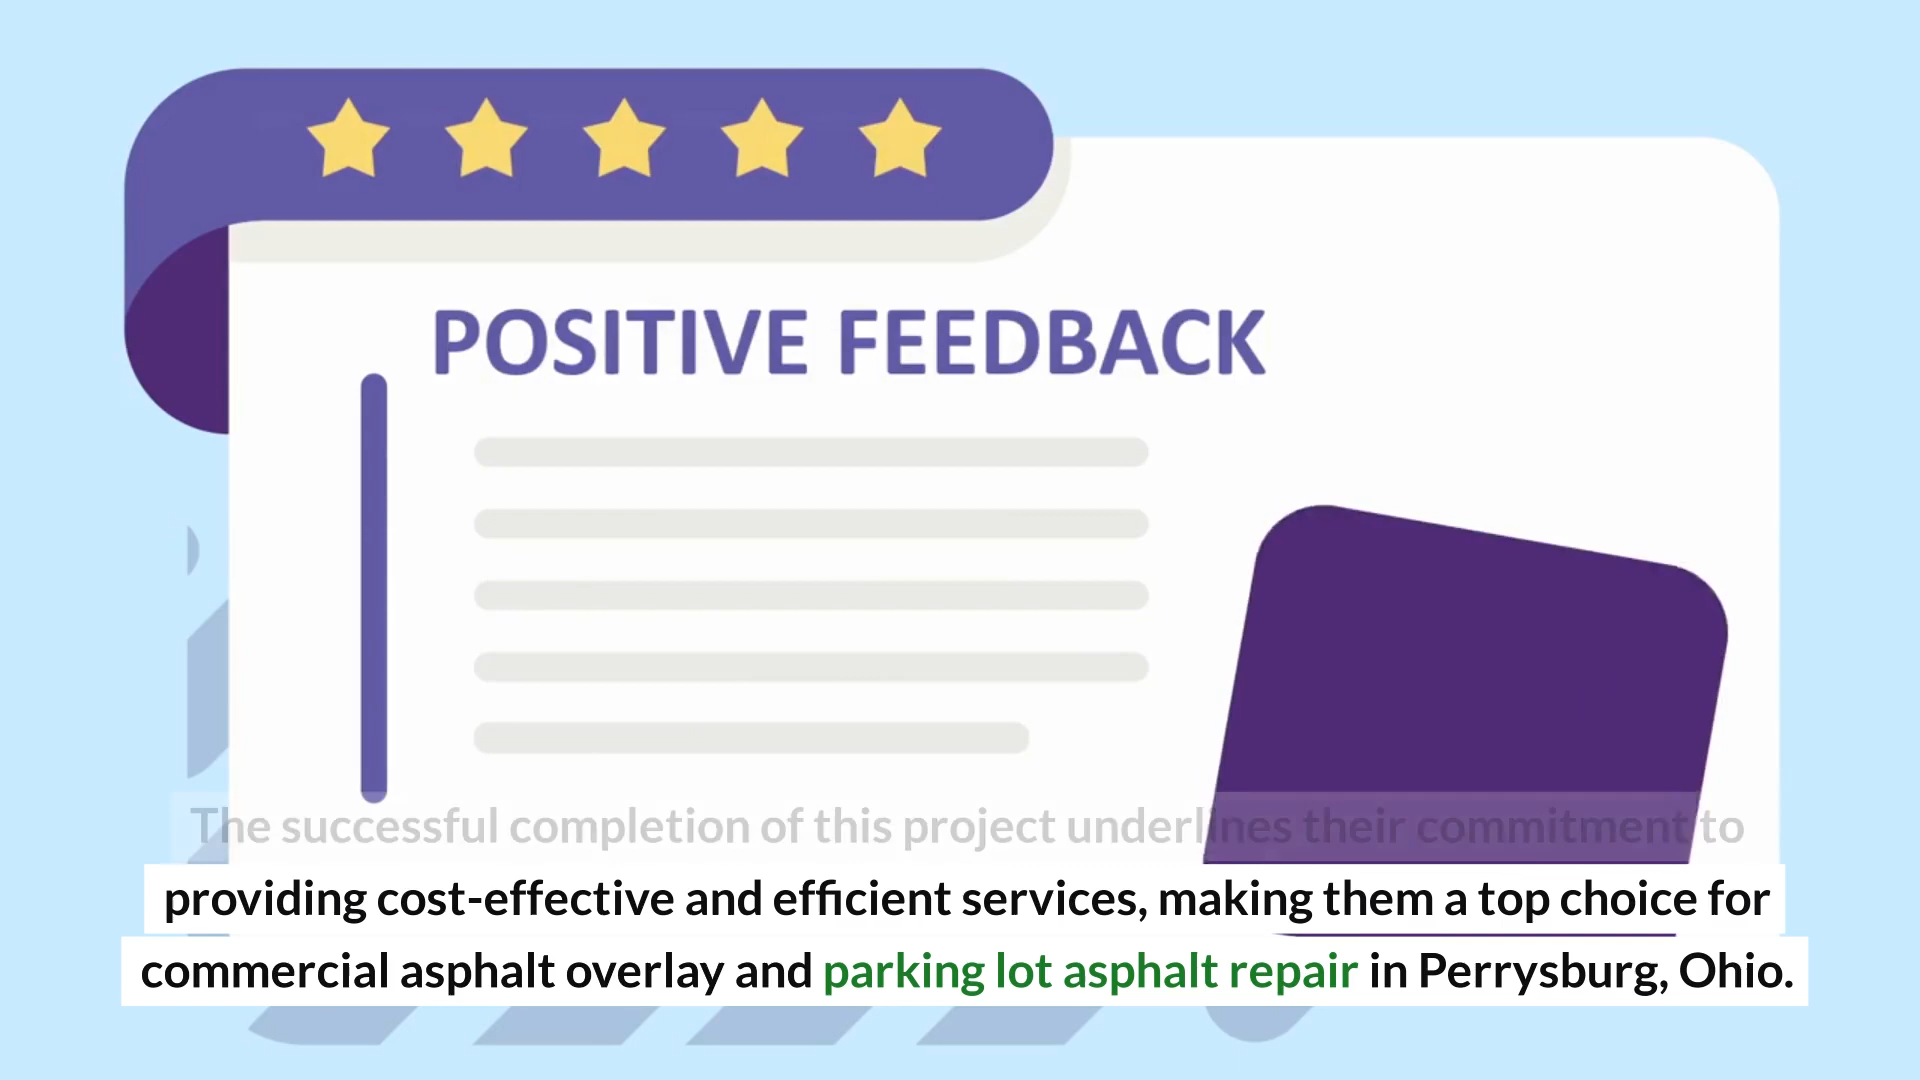 POSITIVE FEEDBACK
The successful completion of this project underlines their commitment to
providing cost-effective and efficient services, making them a top choice for
commercial asphalt overlay and parking lot asphalt repair in Perrysburg, Ohio.